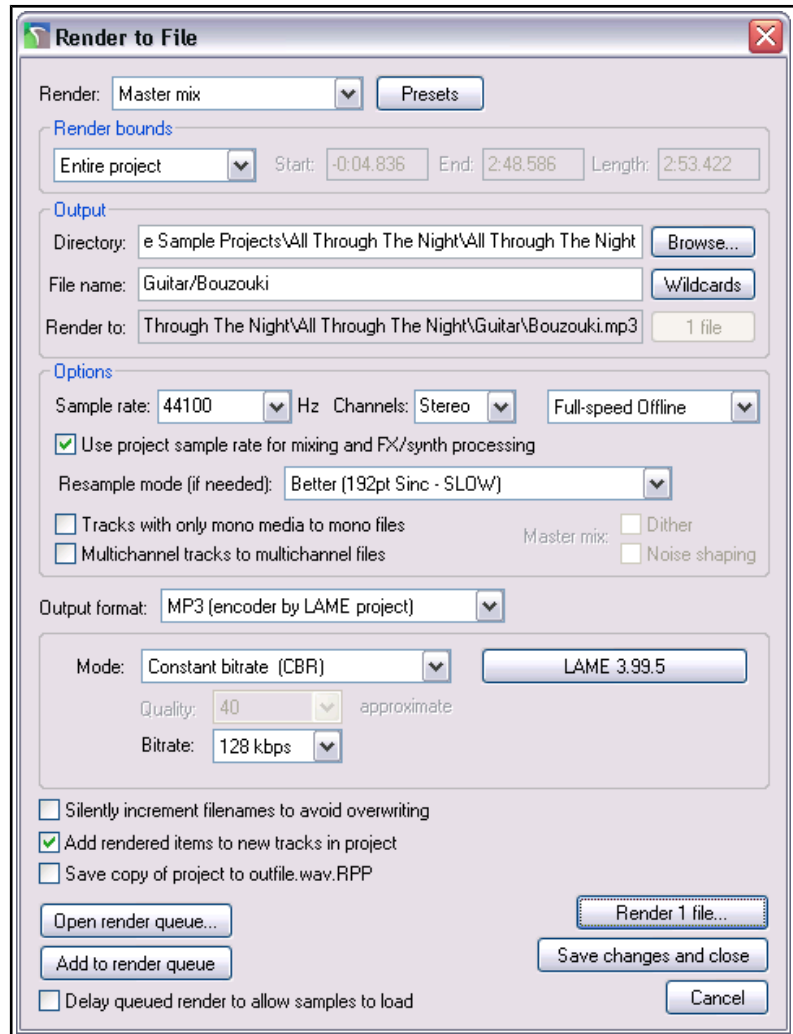 Render to File
Render: Master mix Presets
Render bounds
Entire project Start: -0:04.836 End: 2:48.586 Length: 2:53.422
Output
Directory: e Sample Projects\All Through The Night\All Through The Night Browse...
File name: Guitar/Bouzouki Wildcards
Render to: Through The Night\All Through The Night\Guitar\Bouzouki.mp3 1 file
Options
Sample rate: 44100 Hz Channels: Stereo Full-speed Offline
Use project sample rate for mixing and FX/synth processing
Resample mode (if needed): Better (192pt Sinc - SLOW)
Tracks with only mono media to mono files
Master mix: Dither
Multichannel tracks to multichannel files
Noise shaping
Output format: MP3 (encoder by LAME project)
Mode: Constant bitrate (CBR) LAME 3.99.5
Quality: 40 approximate
Bitrate: 128 kbps
Silently increment filenames to avoid overwriting
Add rendered items to new tracks in project
Save copy of project to outfile.wav.RPP
Open render queue... Render 1 file...
Add to render queue Save changes and close
Delay queued render to allow samples to load Cancel